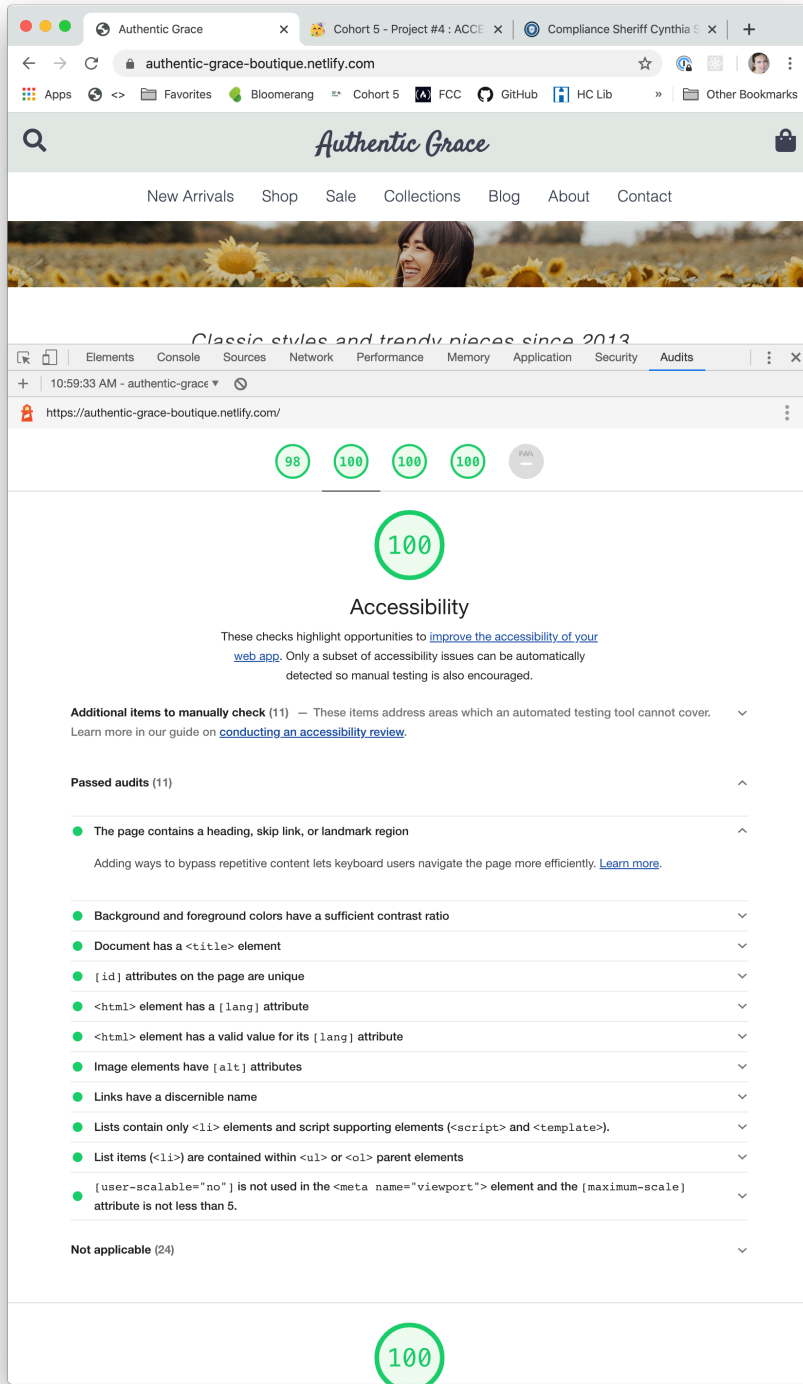 Authentic Grace
Cohort 5 - Project #4 : ACCE
Compliance Sheriff Cynthia S
authentic-grace-boutique.netlify.com
Apps
<>
Favorites
Bloomerang
Cohort 5
FCC
GitHub
HC Lib
»
Other Bookmarks
Authentic Grace
New Arrivals Shop Sale Collections Blog About Contact
Classic styles and trendy pieces since 2013
Elements Console Sources Network Performance Memory Application Security Audits
10:59:33 AM - authentic-grace
https://authentic-grace-boutique.netlify.com/
98 100 100 100 PWA
100
Accessibility
These checks highlight opportunities to improve the accessibility of your
web app. Only a subset of accessibility issues can be automatically
detected so manual testing is also encouraged.
Additional items to manually check (11) — These items address areas which an automated testing tool cannot cover.
Learn more in our guide on conducting an accessibility review.
Passed audits (11)
The page contains a heading, skip link, or landmark region
Adding ways to bypass repetitive content lets keyboard users navigate the page more efficiently. Learn more.
Background and foreground colors have a sufficient contrast ratio
Document has a <title> element
[id] attributes on the page are unique
<html> element has a [lang] attribute
<html> element has a valid value for its [lang] attribute
Image elements have [alt] attributes
Links have a discernible name
Lists contain only <li> elements and script supporting elements (<script> and <template>).
List items (<li>) are contained within <ul> or <ol> parent elements
[user-scalable="no"] is not used in the <meta name="viewport"> element and the [maximum-scale]
attribute is not less than 5.
Not applicable (24)
100